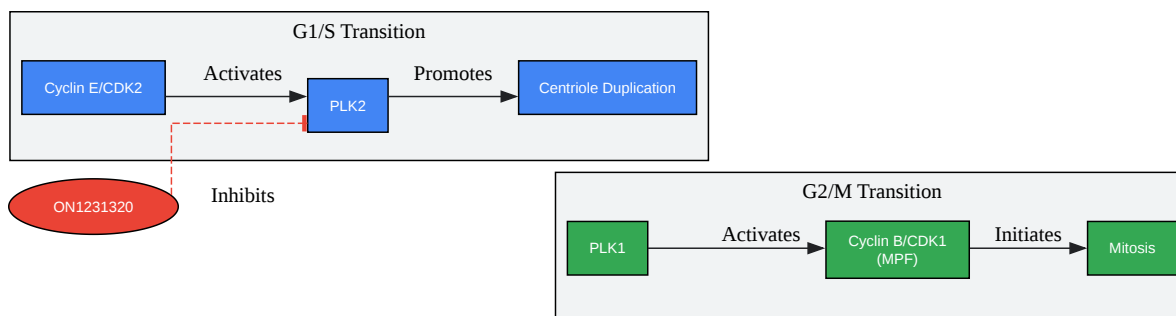 G1/S Transition
Cyclin E/CDK2
Activates
PLK2
Promotes
Centriole Duplication
ON1231320
Inhibits
G2/M Transition
PLK1
Activates
Cyclin B/CDK1
(MPF)
Initiates
Mitosis